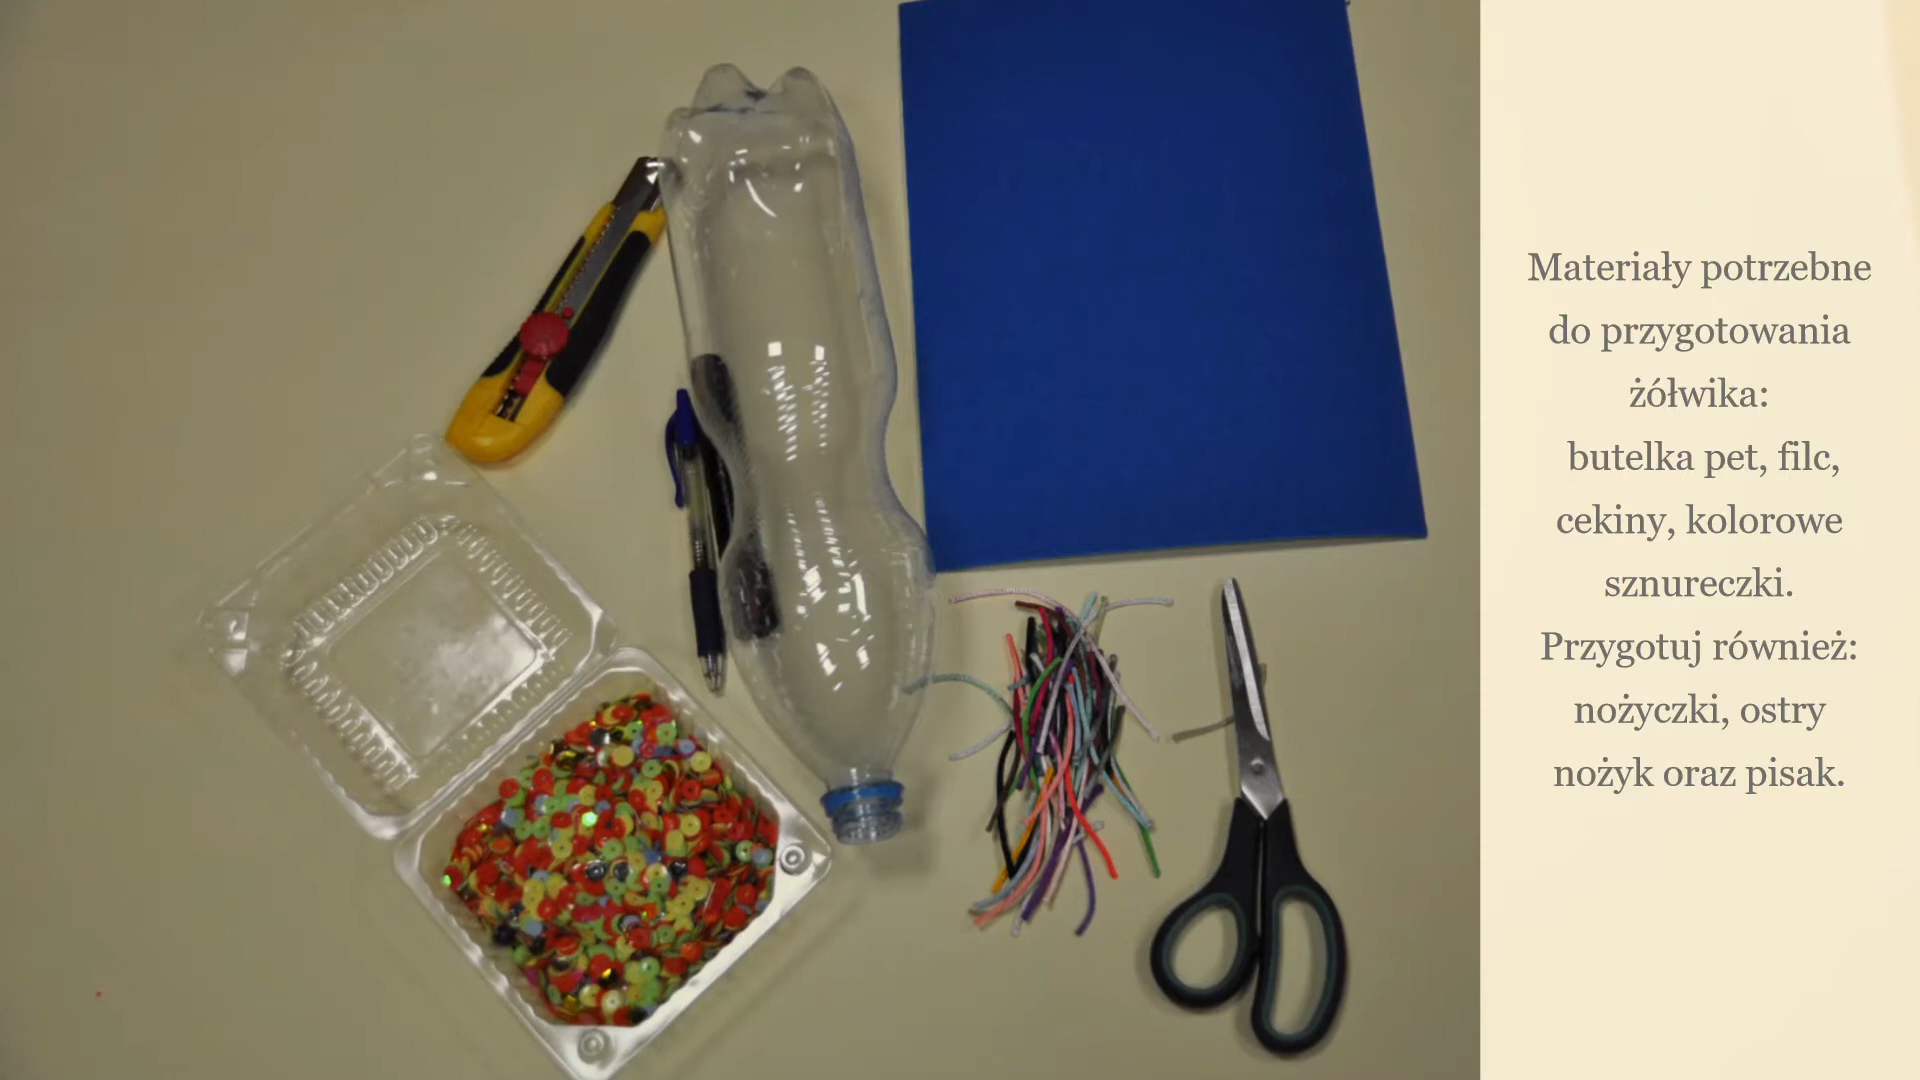 Materiały potrzebne
do przygotowania
żółwika:
butelka pet, filc,
cekiny, kolorowe
sznureczki.
Przygotuj również:
nożyczki, ostry
nożyk oraz pisak.